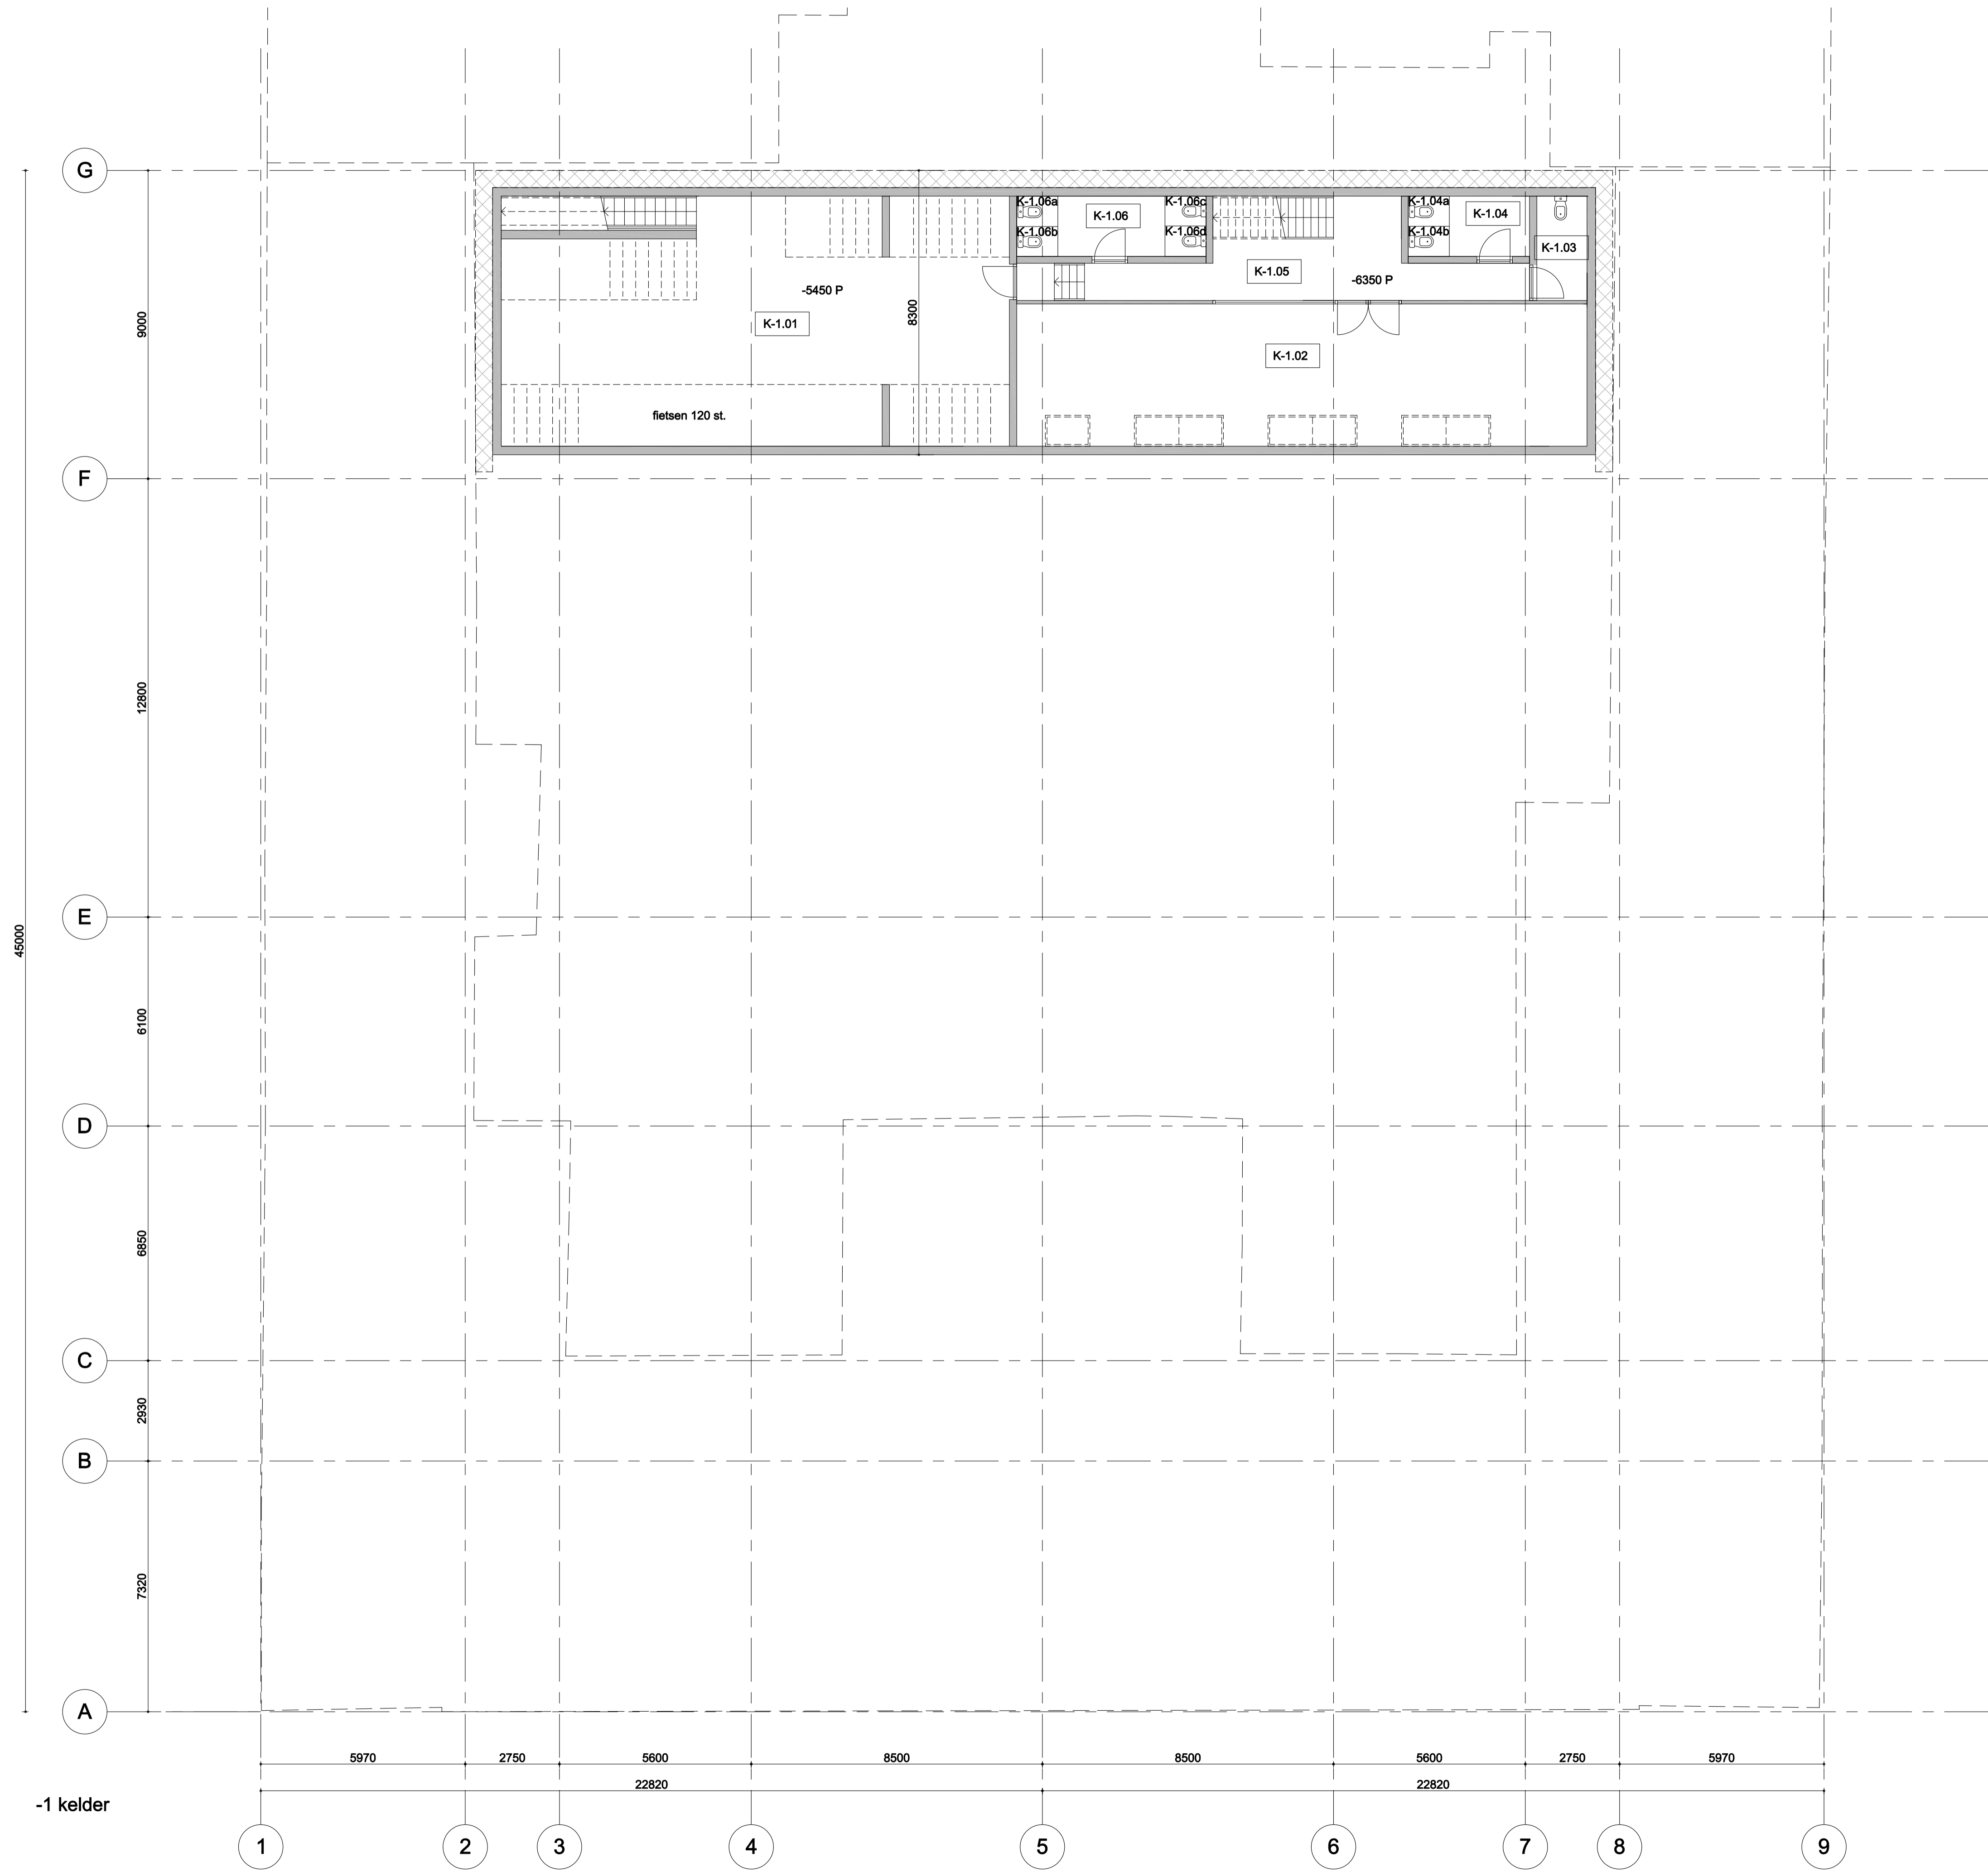 G
K-1.06a
K-1.06
K-1.06c
K-1.04a
K-1.04
K-1.06b
K-1.06d
K-1.04b
K-1.03
K-1.05
-5450 P
-6350 P
9000
K-1.01
8300
K-1.02
fietsen 120 st.
F
12800
E
45000
6100
D
6850
C
2930
B
7320
A
5970
2750
5600
8500
8500
5600
2750
5970
22820
22820
-1 kelder
1
2
3
4
5
6
7
8
9